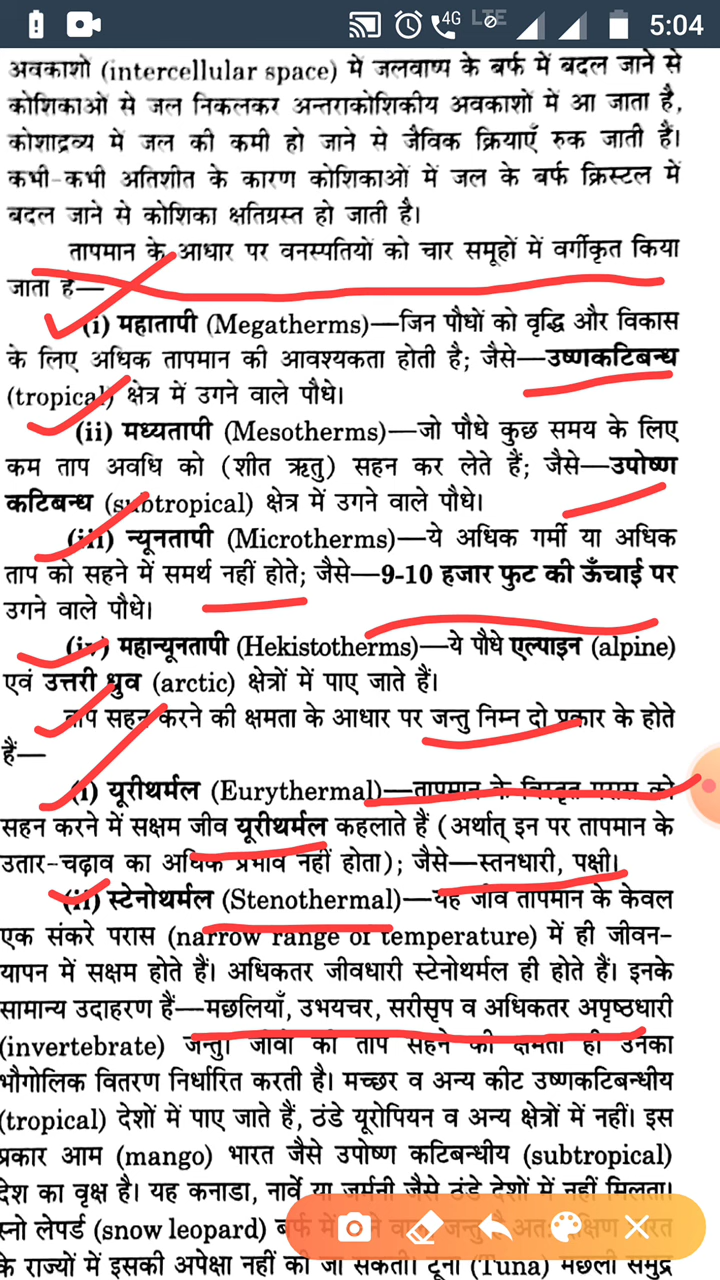 4G LTE 5:04
अवकाशों (intercellular space) में जलवाष्प के बर्फ में बदल जाने से
कोशिकाओं से जल निकलकर अन्तराकोशिकीय अवकाशों में आ जाता है,
कोशाद्रव्य में जल की कमी हो जाने से जैविक क्रियाएँ रुक जाती हैं।
कभी-कभी अतिशीत के कारण कोशिकाओं में जल के बर्फ क्रिस्टल में
बदल जाने से कोशिका क्षतिग्रस्त हो जाती है।
तापमान के आधार पर वनस्पतियों को चार समूहों में वर्गीकृत किया
जाता है—
(i) महातापी (Megatherms)—जिन पौधों को वृद्धि और विकास
के लिए अधिक तापमान की आवश्यकता होती है; जैसे—उष्णकटिबन्ध
(tropical) क्षेत्र में उगने वाले पौधे।
(ii) मध्यतापी (Mesotherms)—जो पौधे कुछ समय के लिए
कम ताप अवधि को (शीत ऋतु) सहन कर लेते हैं; जैसे—उपोष्ण
कटिबन्ध (subtropical) क्षेत्र में उगने वाले पौधे।
(iii) न्यूनतापी (Microtherms)—ये अधिक गर्मी या अधिक
ताप को सहने में समर्थ नहीं होते; जैसे—9-10 हजार फुट की ऊँचाई पर
उगने वाले पौधे।
(iv) महान्यूनतापी (Hekistotherms)—ये पौधे एल्पाइन (alpine)
एवं उत्तरी ध्रुव (arctic) क्षेत्रों में पाए जाते हैं।
ताप सहन करने की क्षमता के आधार पर जन्तु निम्न दो प्रकार के होते
हैं—
(i) यूरीथर्मल (Eurythermal)—तापमान के विस्तृत परास को
सहन करने में सक्षम जीव यूरीथर्मल कहलाते हैं (अर्थात् इन पर तापमान के
उतार-चढ़ाव का अधिक प्रभाव नहीं होता); जैसे—स्तनधारी, पक्षी।
(ii) स्टेनोथर्मल (Stenothermal)—यह जीव तापमान के केवल
एक संकरे परास (narrow range of temperature) में ही जीवन-
यापन में सक्षम होते हैं। अधिकतर जीवधारी स्टेनोथर्मल ही होते हैं। इनके
सामान्य उदाहरण हैं—मछलियाँ, उभयचर, सरीसृप व अधिकतर अपृष्ठधारी
(invertebrate) जन्तु। जीवों की ताप सहने की क्षमता ही उनका
भौगोलिक वितरण निर्धारित करती है। मच्छर व अन्य कीट उष्णकटिबन्धीय
(tropical) देशों में पाए जाते हैं, ठंडे यूरोपियन व अन्य क्षेत्रों में नहीं। इस
प्रकार आम (mango) भारत जैसे उपोष्ण कटिबन्धीय (subtropical)
देश का वृक्ष है। यह कनाडा, नार्वे या जर्मनी जैसे ठंडे देशों में नहीं मिलता।
स्नो लेपर्ड (snow leopard) बर्फ में
के राज्यों में इसकी अपेक्षा नहीं की जा सकती। टूना (Tuna) मछली समुद्र